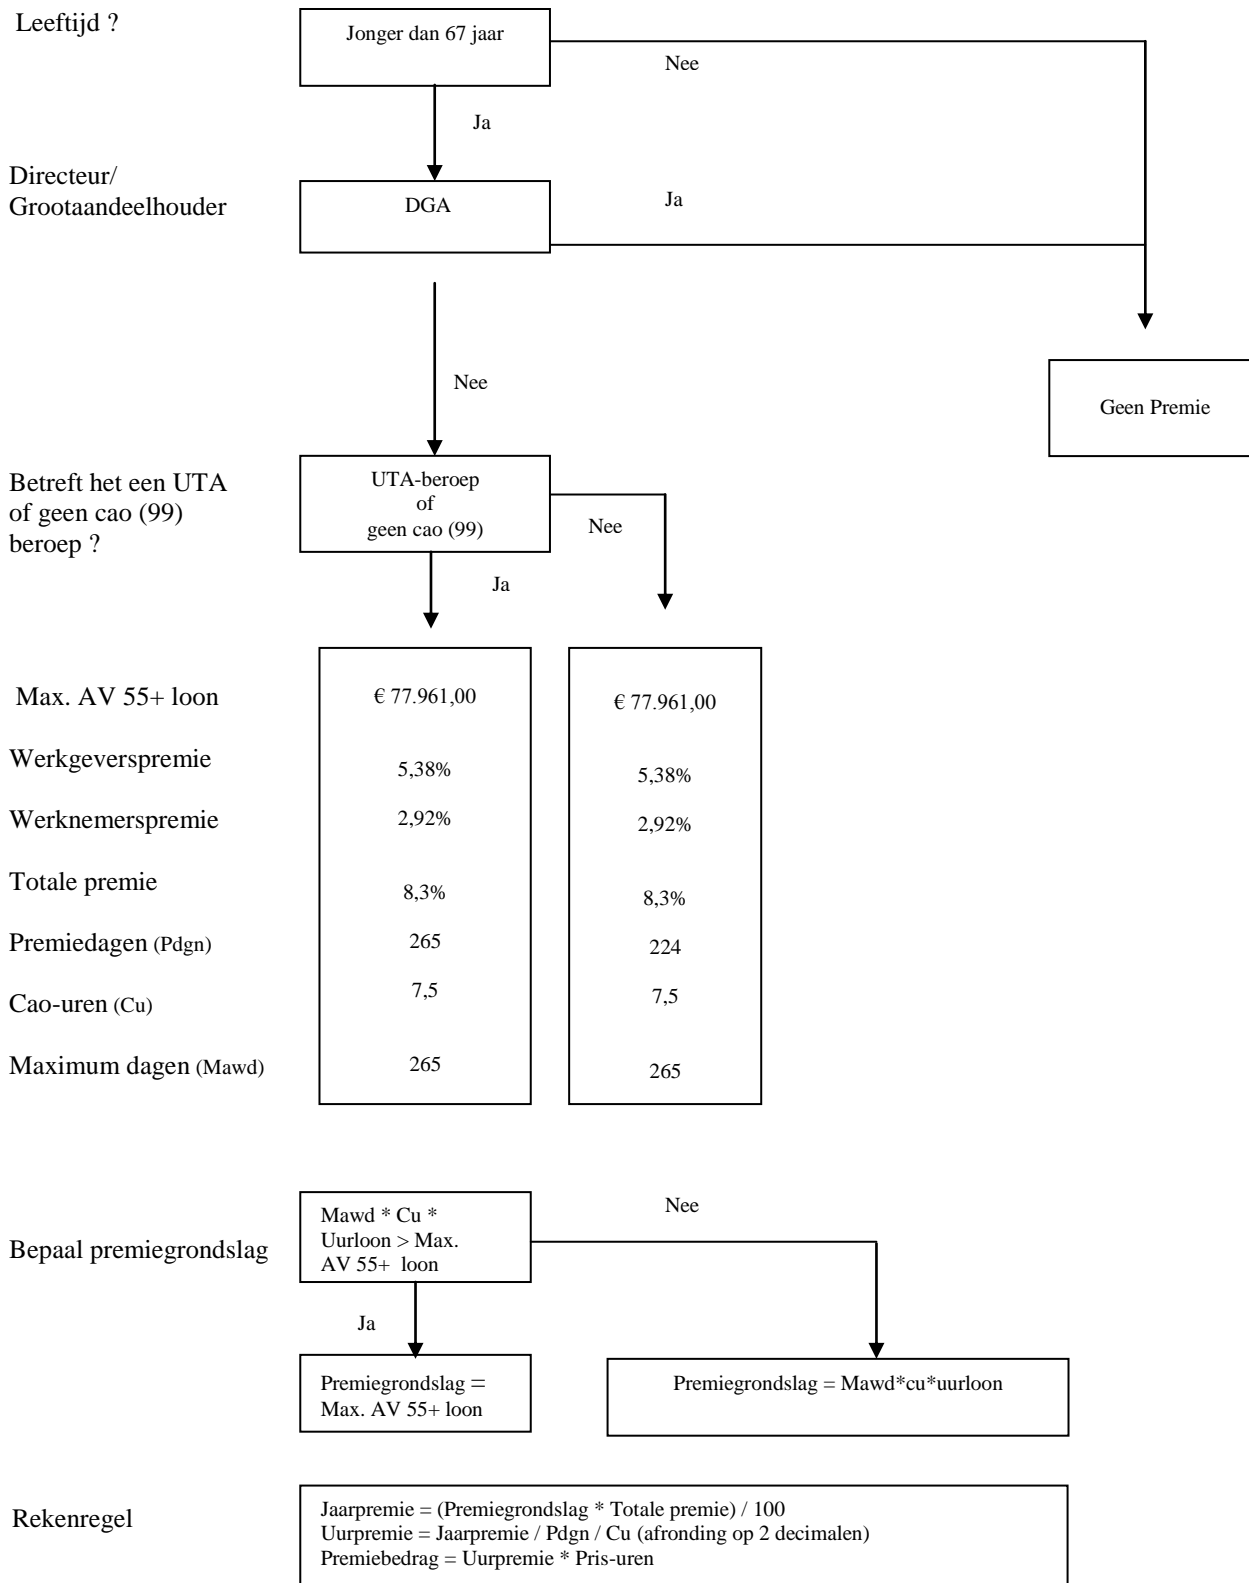 Leeftijd ?
Jonger dan 67 jaar
Nee
Ja
Directeur/
Grootaandeelhouder
DGA
Ja
Nee
Geen Premie
Betreft het een UTA
of geen cao (99)
beroep ?
UTA-beroep
of
geen cao (99)
Nee
Ja
Max. AV 55+ loon
€ 77.961,00
€ 77.961,00
Werkgeverspremie
5,38%
5,38%
Werknemerspremie
2,92%
2,92%
Totale premie
8,3%
8,3%
Premiedagen (Pdgn)
265
224
Cao-uren (Cu)
7,5
7,5
Maximum dagen (Mawd)
265
265
Bepaal premiegrondslag
Mawd * Cu *
Uurloon > Max.
AV 55+ loon
Nee
Ja
Premiegrondslag =
Max. AV 55+ loon
Premiegrondslag = Mawd*cu*uurloon
Rekenregel
Jaarpremie = (Premiegrondslag * Totale premie) / 100
Uurpremie = Jaarpremie / Pdgn / Cu (afronding op 2 decimalen)
Premiebedrag = Uurpremie * Pris-uren